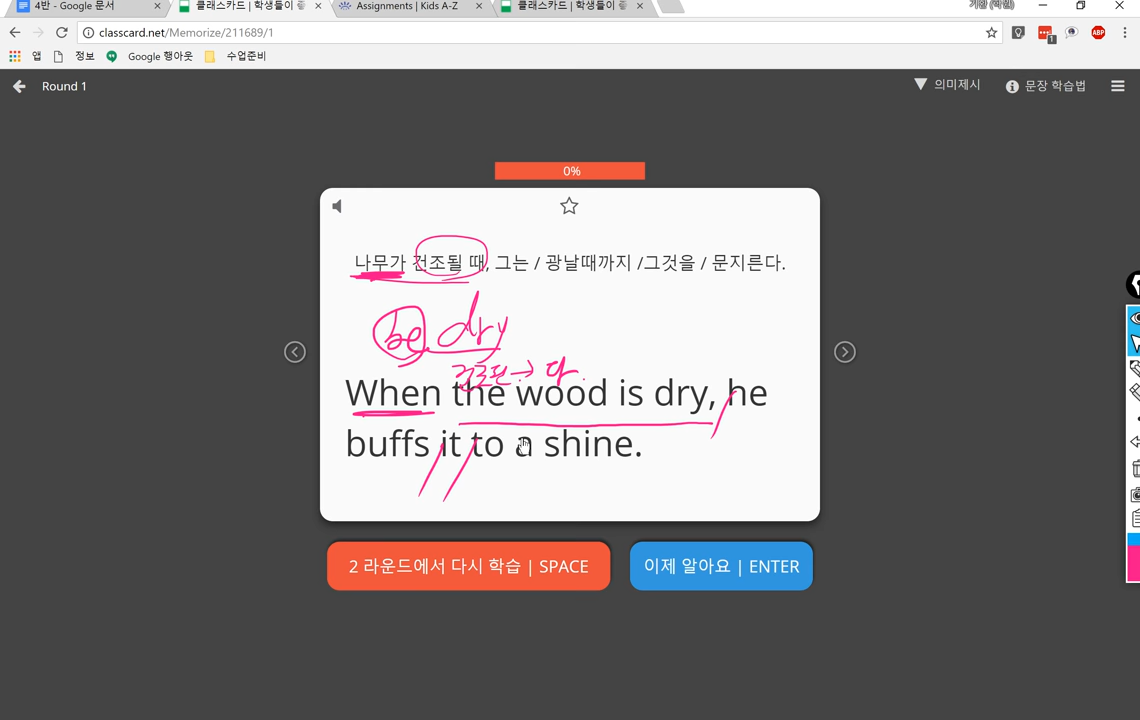 4반 - Google 문서
클래스카드 | 학생들이 좋
Assignments | Kids A-Z
클래스카드 | 학생들이 좋
classcard.net/Memorize/211689/1
1
ABP
앱
정보
Google 행아웃
수업준비
Round 1
의미제시
문장 학습법
0%
나무가 건조될 때, 그는 / 광날때까지 /그것을 / 문지른다.
be dry
When the wood is dry, he
buffs it to a shine.
2 라운드에서 다시 학습 | SPACE
이제 알아요 | ENTER